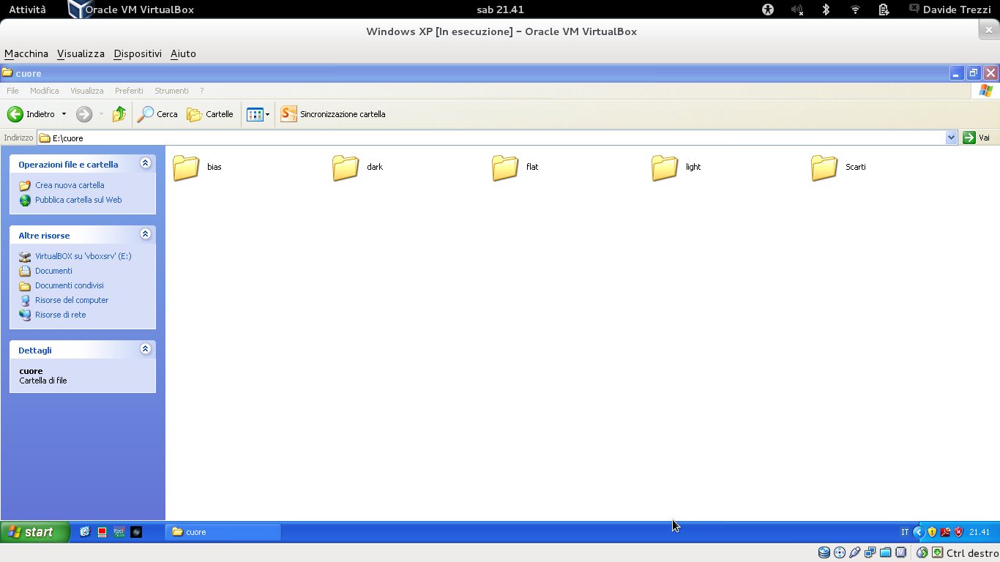 Attività Oracle VM VirtualBox sab 21.41 Davide Trezzi
Windows XP [In esecuzione] – Oracle VM VirtualBox
Macchina Visualizza Dispositivi Aiuto
cuore
File Modifica Visualizza Preferiti Strumenti ?
Indietro Cerca Cartelle Sincronizzazione cartella
Indirizzo E:\cuore Vai
Operazioni file e cartella
Crea nuova cartella
Pubblica cartella sul Web
Altre risorse
VirtualBOX su 'vboxsrv' (E:)
Documenti
Documenti condivisi
Risorse del computer
Risorse di rete
Dettagli
cuore
Cartella di file
bias dark flat light Scarti
start cuore IT 21.41
Ctrl destro